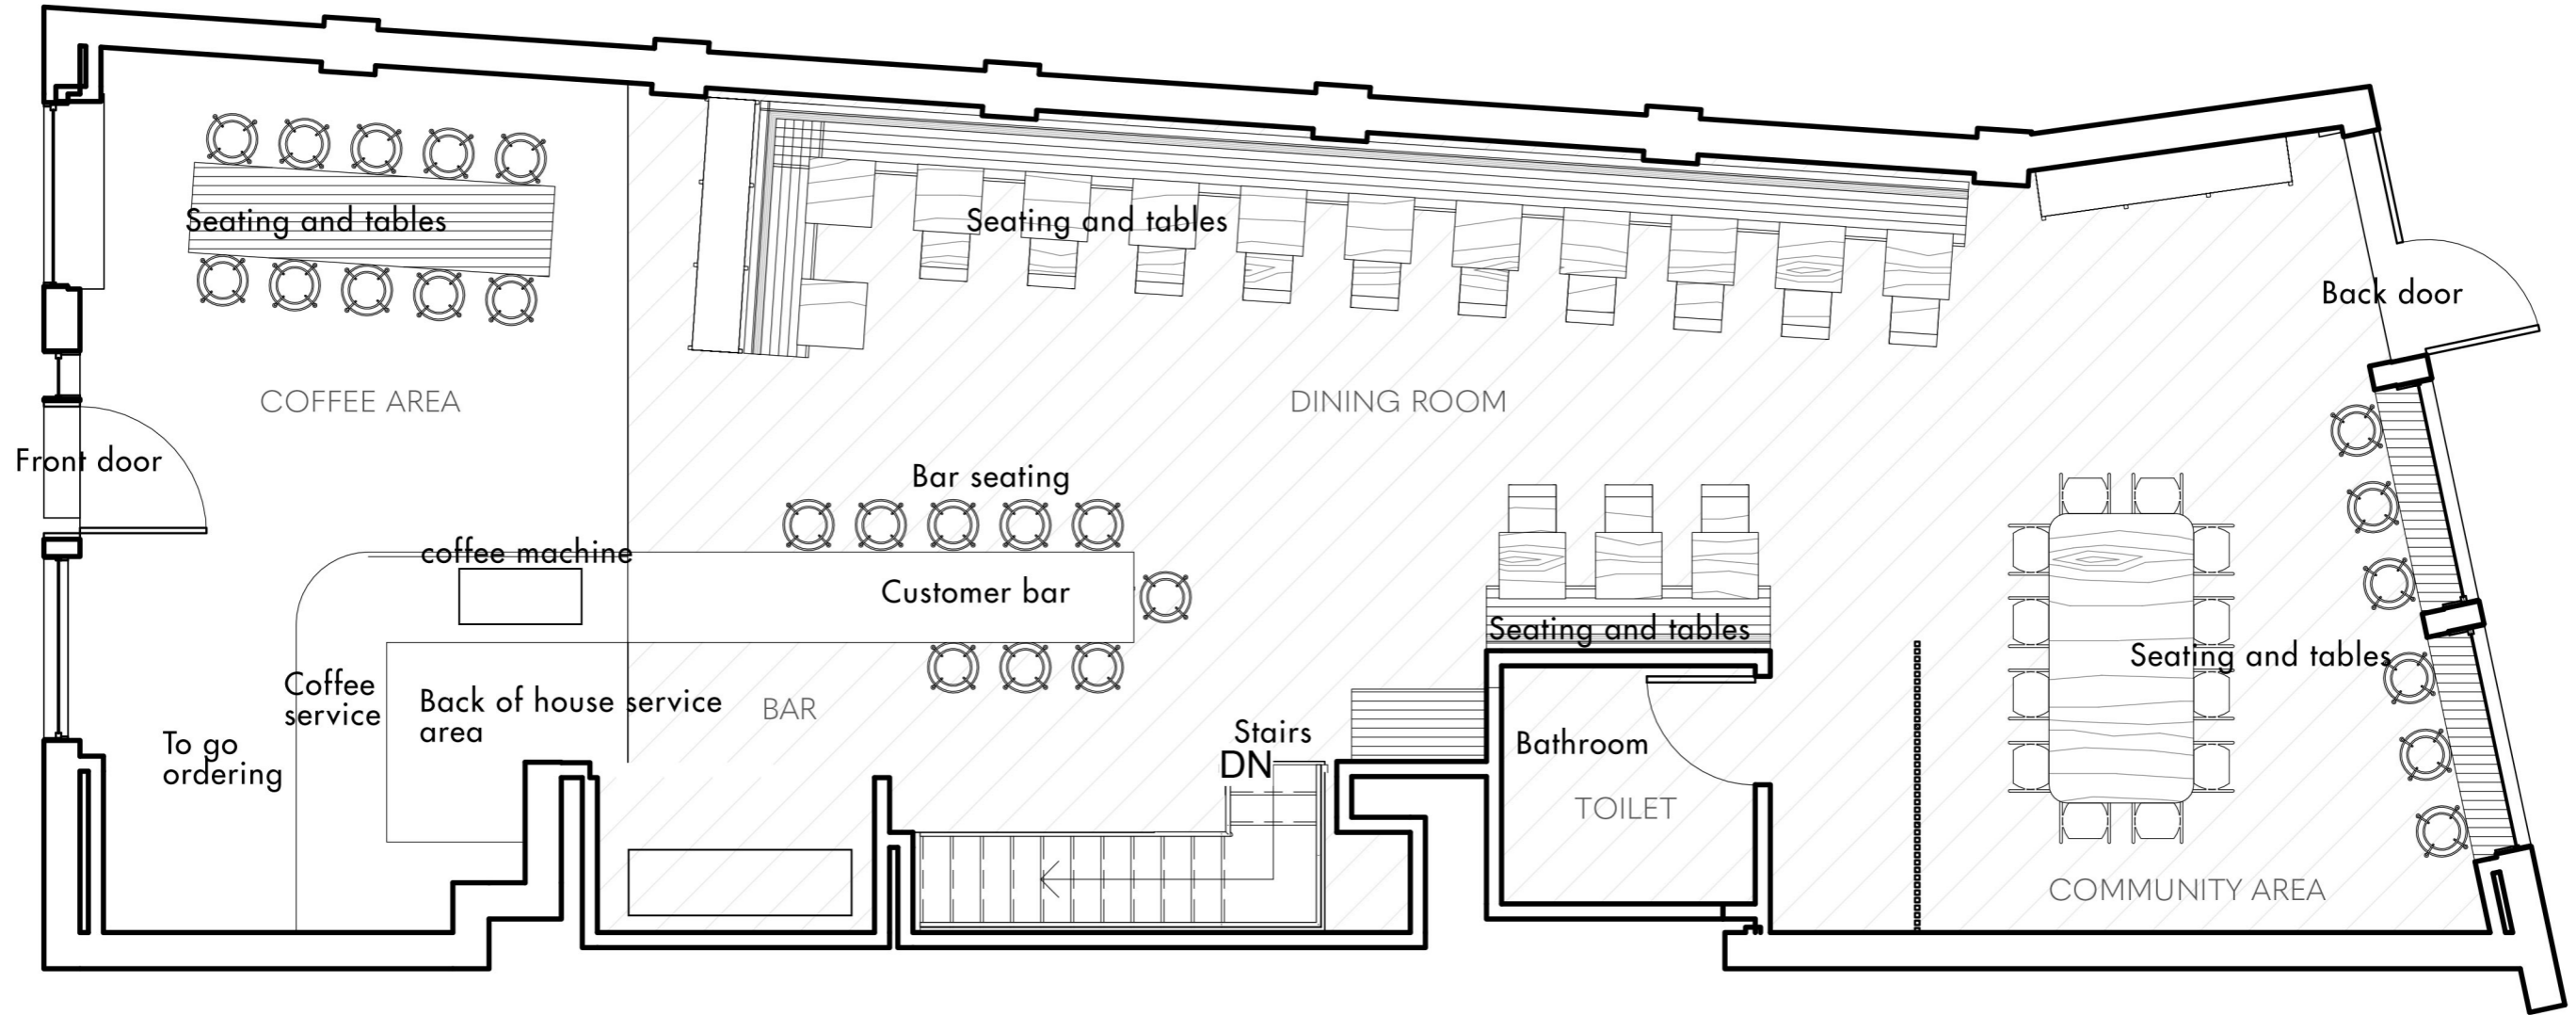 Seating and tables
Seating and tables
Back door
COFFEE AREA
DINING ROOM
Front door
Bar seating
coffee machine
Customer bar
Seating and tables
Seating and tables
Coffee
service
Back of house service
area
BAR
To go
ordering
Stairs
DN
Bathroom
TOILET
COMMUNITY AREA